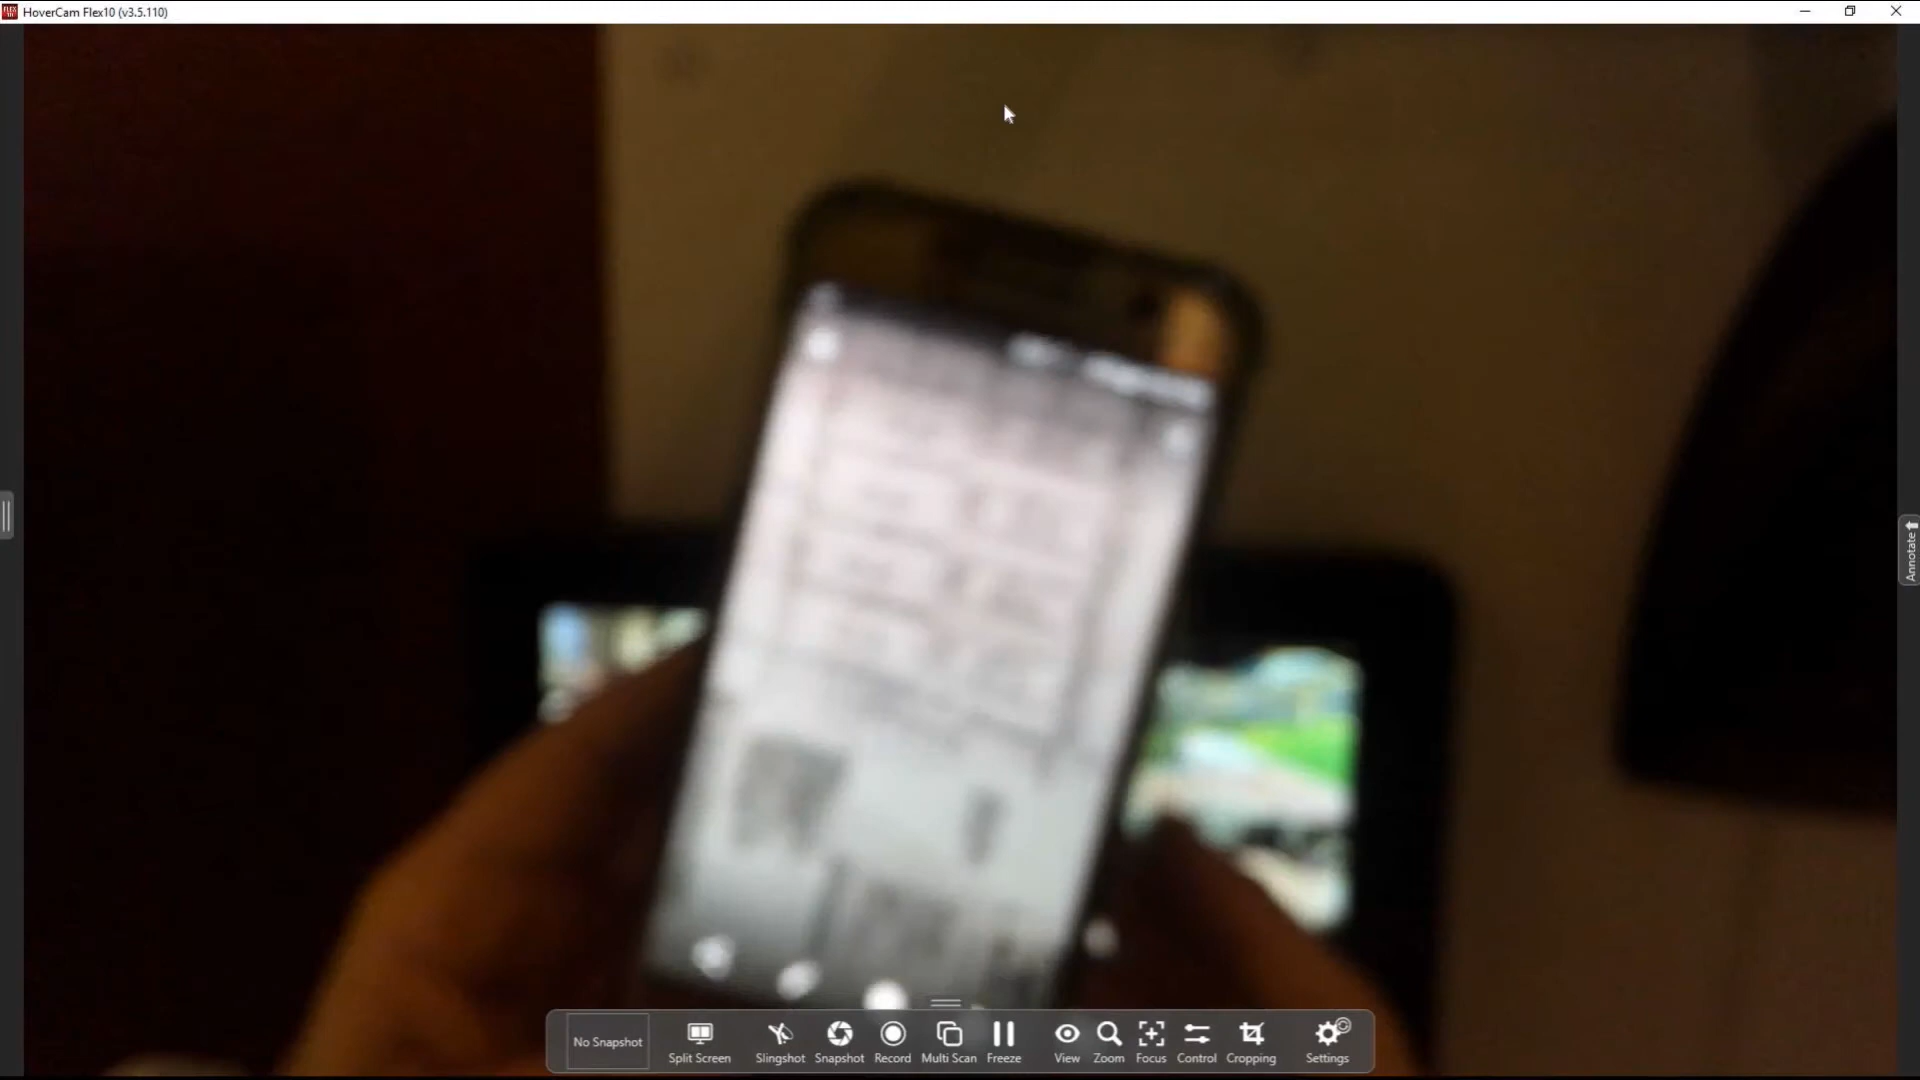 HoverCam Flex10 (v3.5.110)
Annotate
No Snapshot
Split Screen
Slingshot
Snapshot
Record
Multi Scan
Freeze
View
Zoom
Focus
Control
Cropping
Settings